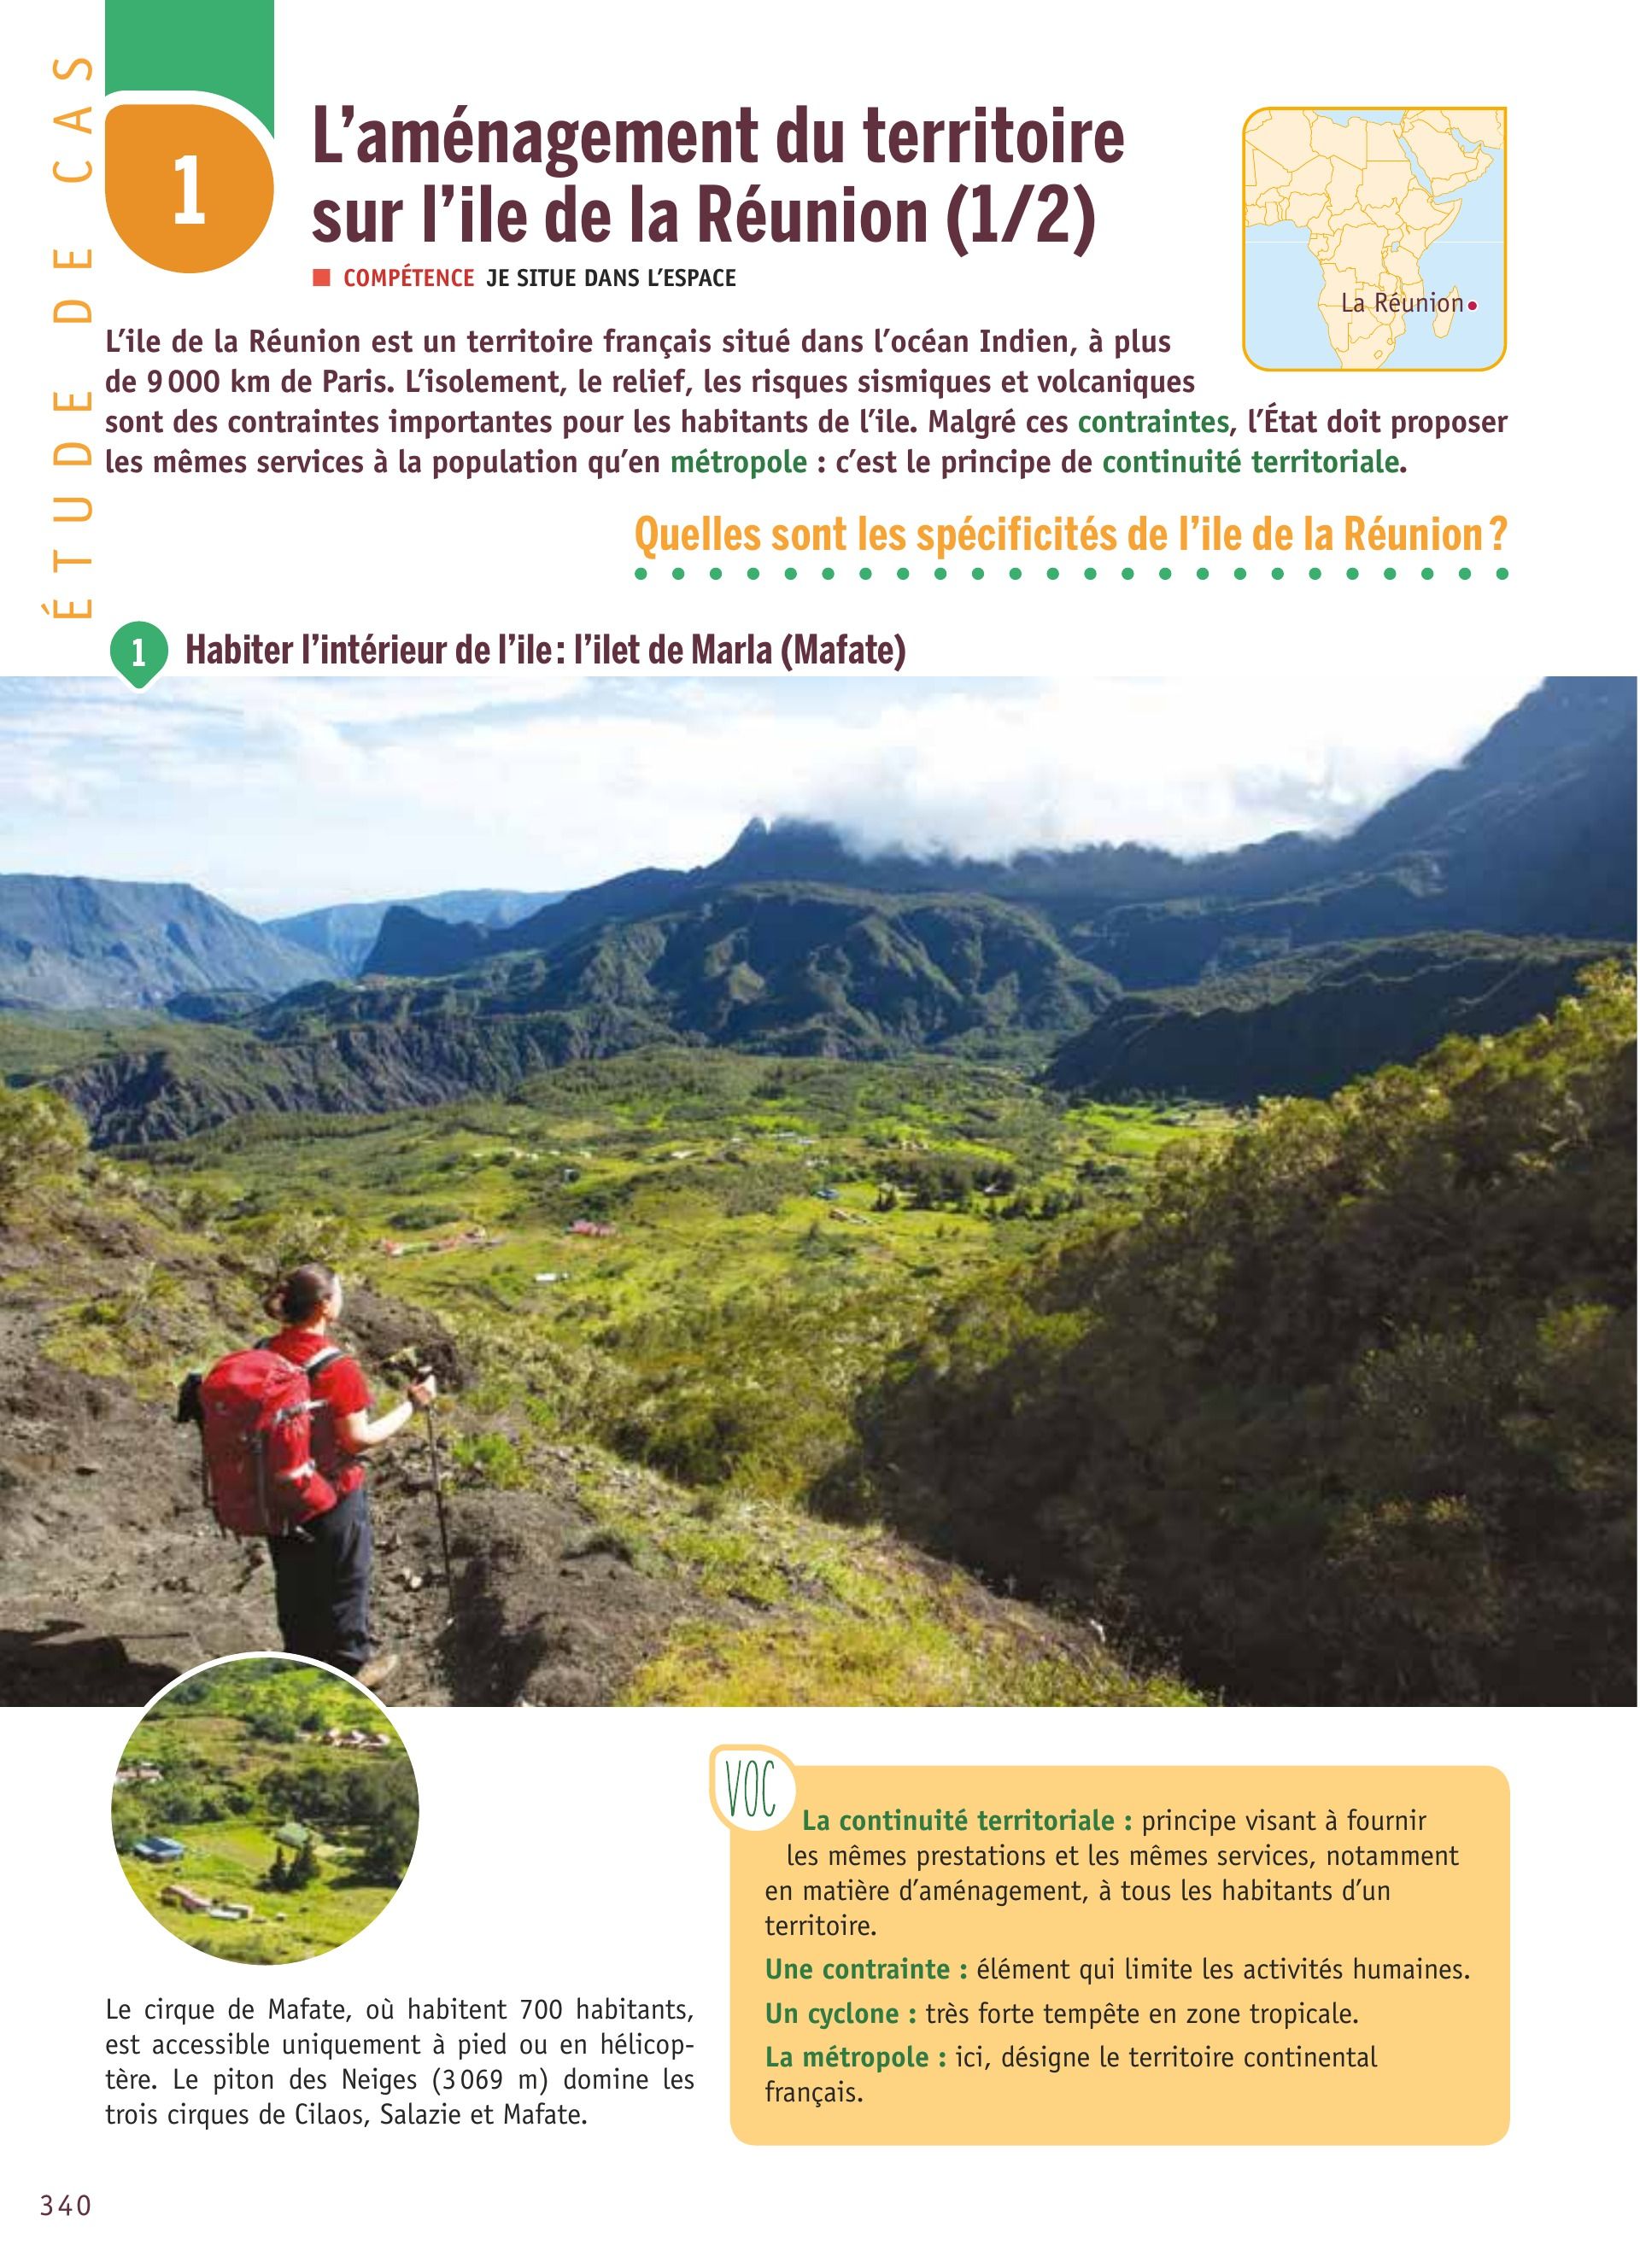 ÉTUDE DE CAS
1
L'aménagement du territoire
sur l'ile de la Réunion (1/2)
■ COMPÉTENCE JE SITUE DANS L'ESPACE
La Réunion
L'ile de la Réunion est un territoire français situé dans l'océan Indien, à plus
de 9 000 km de Paris. L'isolement, le relief, les risques sismiques et volcaniques
sont des contraintes importantes pour les habitants de l'ile. Malgré ces contraintes, l'État doit proposer
les mêmes services à la population qu'en métropole : c'est le principe de continuité territoriale.
Quelles sont les spécificités de l'ile de la Réunion ?
1 Habiter l'intérieur de l'ile : l'ilet de Marla (Mafate)
Le cirque de Mafate, où habitent 700 habitants,
est accessible uniquement à pied ou en hélicop-
tère. Le piton des Neiges (3 069 m) domine les
trois cirques de Cilaos, Salazie et Mafate.
VOC
La continuité territoriale : principe visant à fournir
les mêmes prestations et les mêmes services, notamment
en matière d'aménagement, à tous les habitants d'un
territoire.
Une contrainte : élément qui limite les activités humaines.
Un cyclone : très forte tempête en zone tropicale.
La métropole : ici, désigne le territoire continental
français.
340